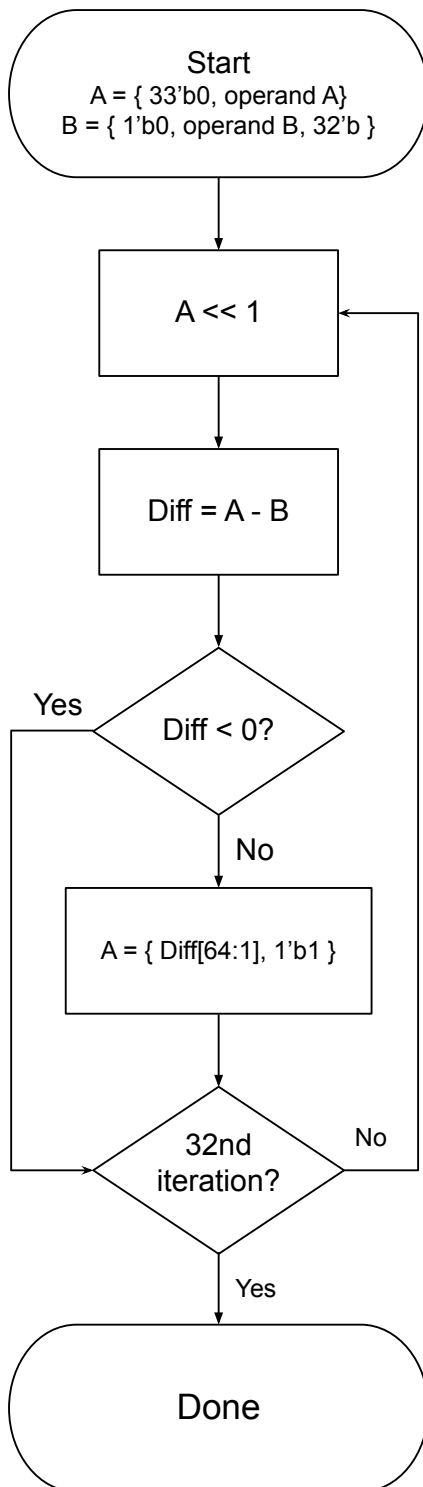 Start
A = { 33'b0, operand A}
B = { 1'b0, operand B, 32'b }
A << 1
Diff = A - B
Yes
Diff < 0?
No
A = { Diff[64:1], 1'b1 }
32nd
iteration?
No
Yes
Done